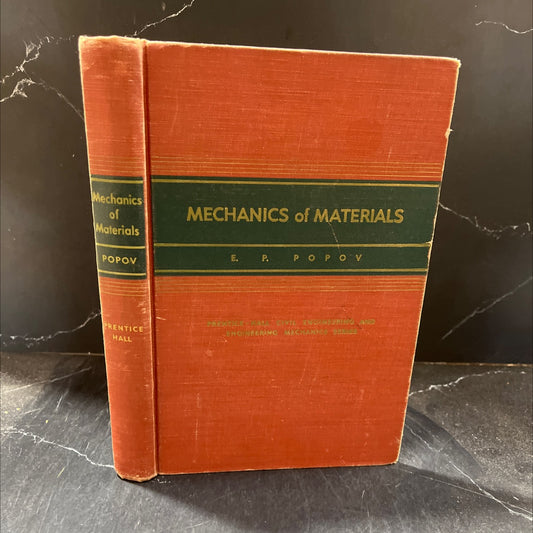 Mechanics
of
Materials
POPOV
PRENTICE
HALL
MECHANICS of MATERIALS
E. P. POPOV
PRENTICE-HALL CIVIL ENGINEERING AND
ENGINEERING MECHANICS SERIES